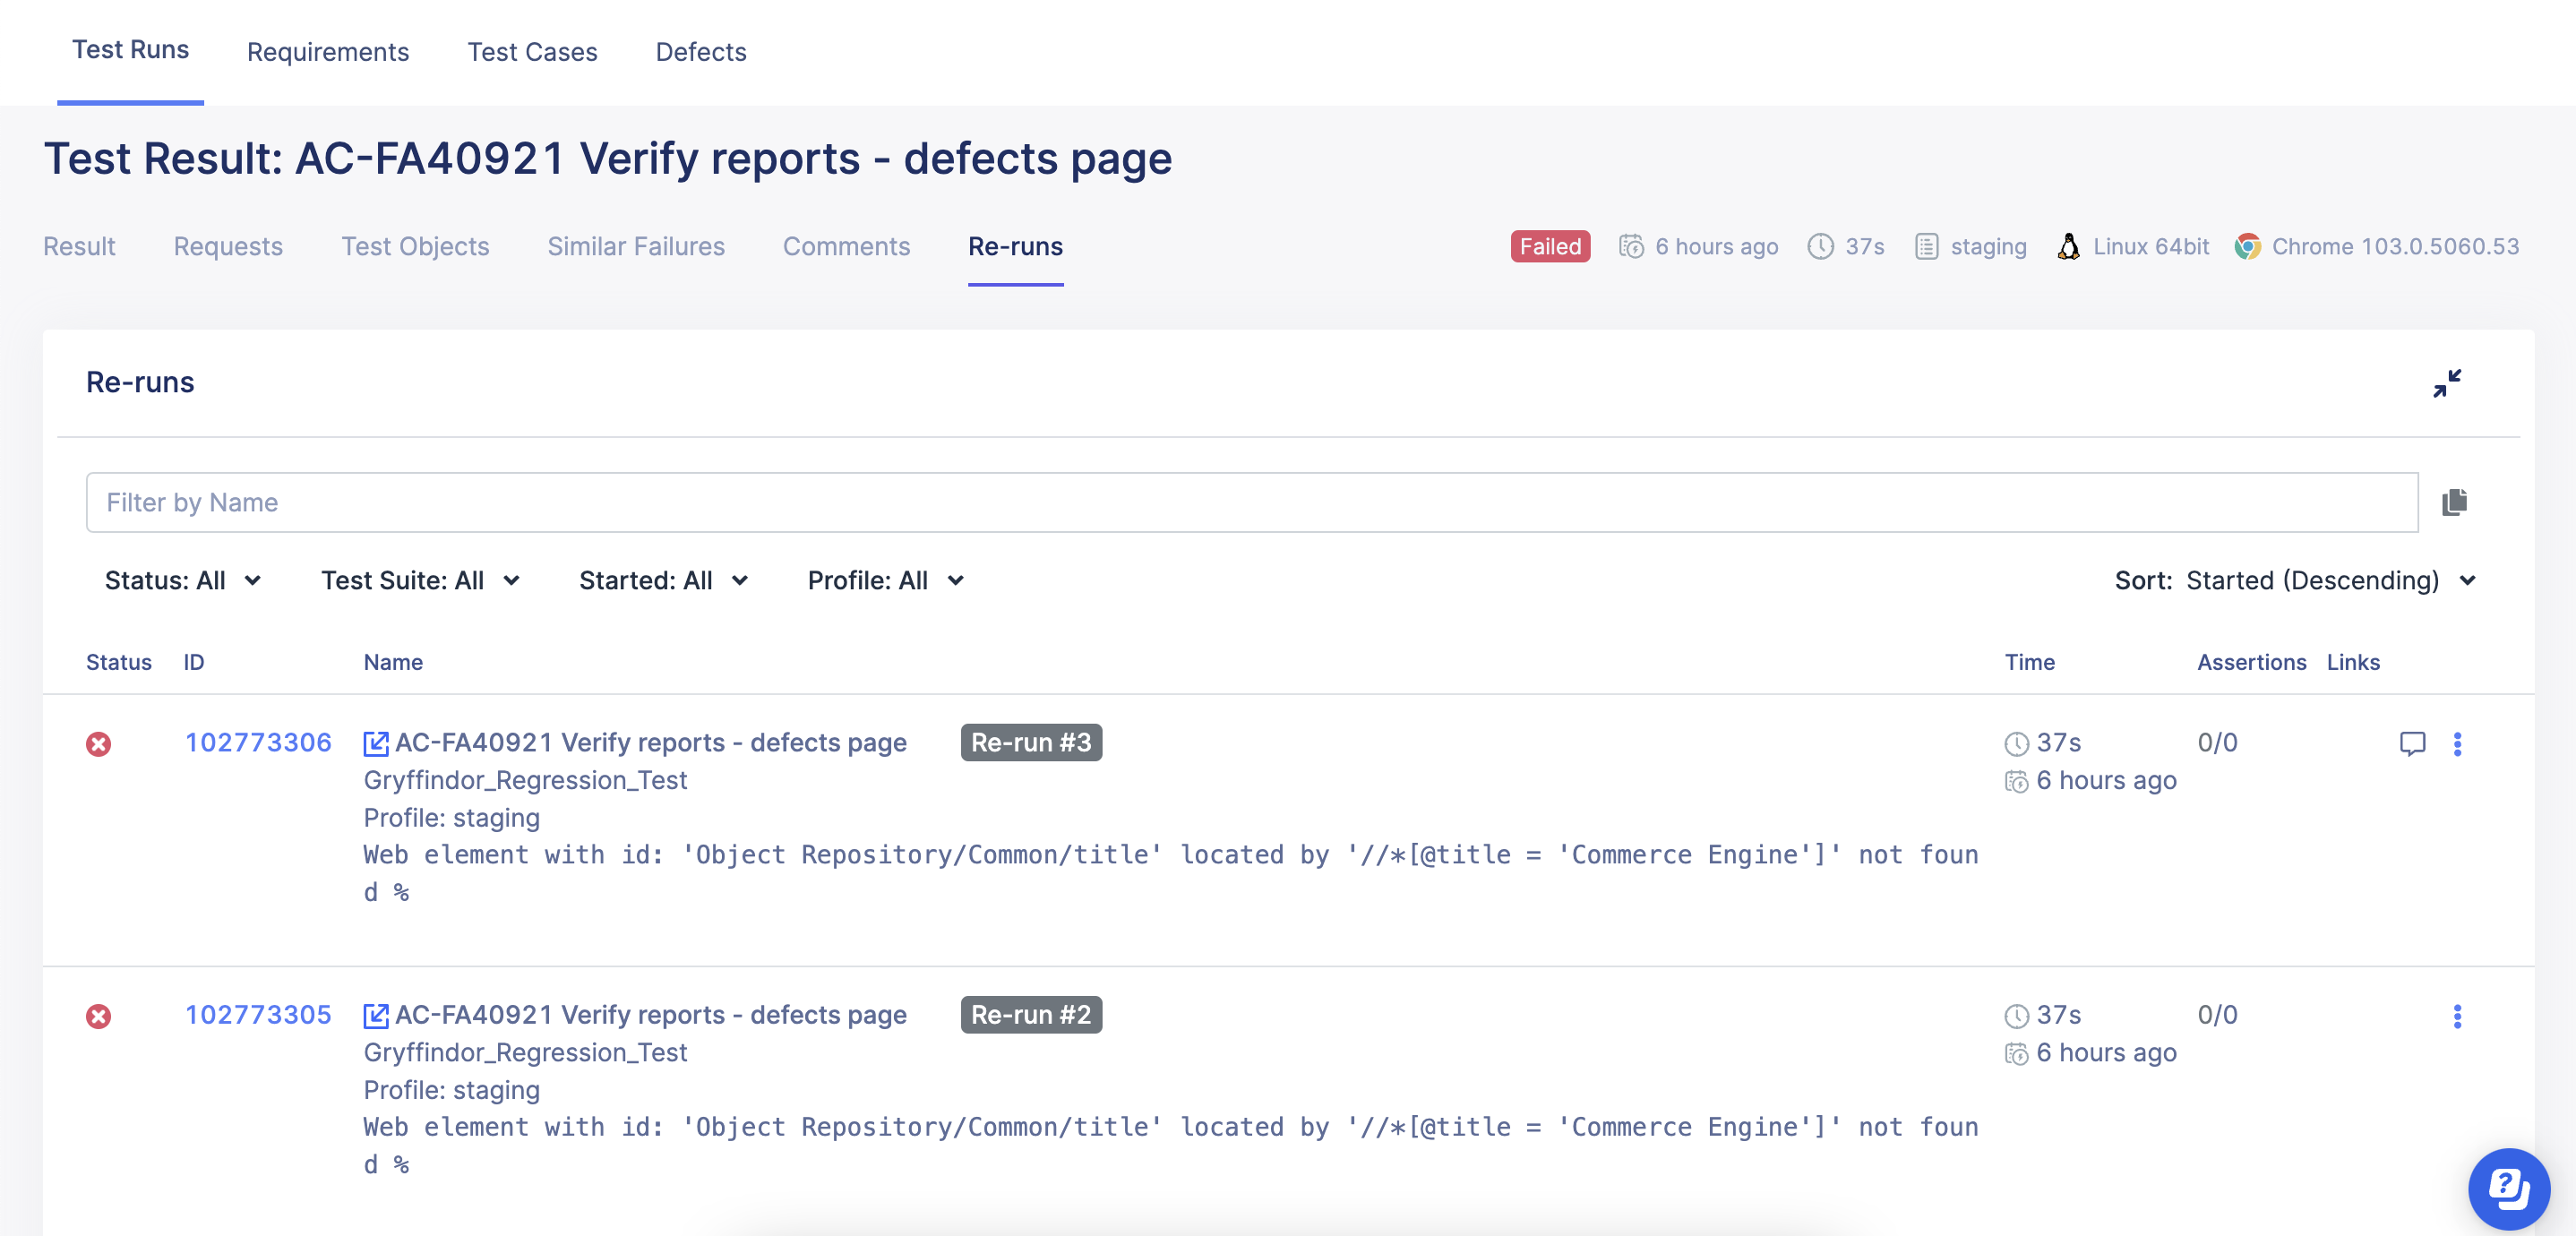 Test Runs Requirements Test Cases Defects
Test Result: AC-FA40921 Verify reports - defects page
Result Requests Test Objects Similar Failures Comments Re-runs Failed 6 hours ago 37s staging Linux 64bit Chrome 103.0.5060.53
Re-runs
Filter by Name
Status: All Test Suite: All Started: All Profile: All Sort: Started (Descending)
Status ID Name Time Assertions Links
102773306 AC-FA40921 Verify reports - defects page Re-run #3 37s 0/0
Gryffindor_Regression_Test 6 hours ago
Profile: staging
Web element with id: 'Object Repository/Common/title' located by '//*[@title = 'Commerce Engine']' not foun
d %
102773305 AC-FA40921 Verify reports - defects page Re-run #2 37s 0/0
Gryffindor_Regression_Test 6 hours ago
Profile: staging
Web element with id: 'Object Repository/Common/title' located by '//*[@title = 'Commerce Engine']' not foun
d %